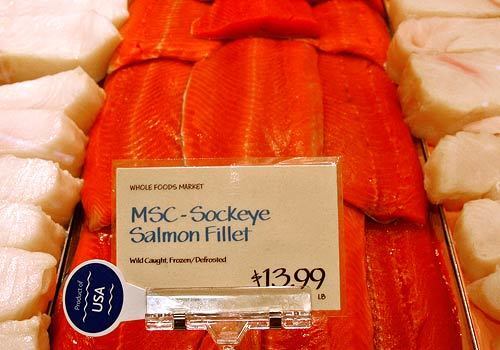 WHOLE FOODS MARKET
MSC-Sockeye
Salmon Fillet
Wild Caught, Frozen/Defrosted
$13.99
LB
Product of
USA